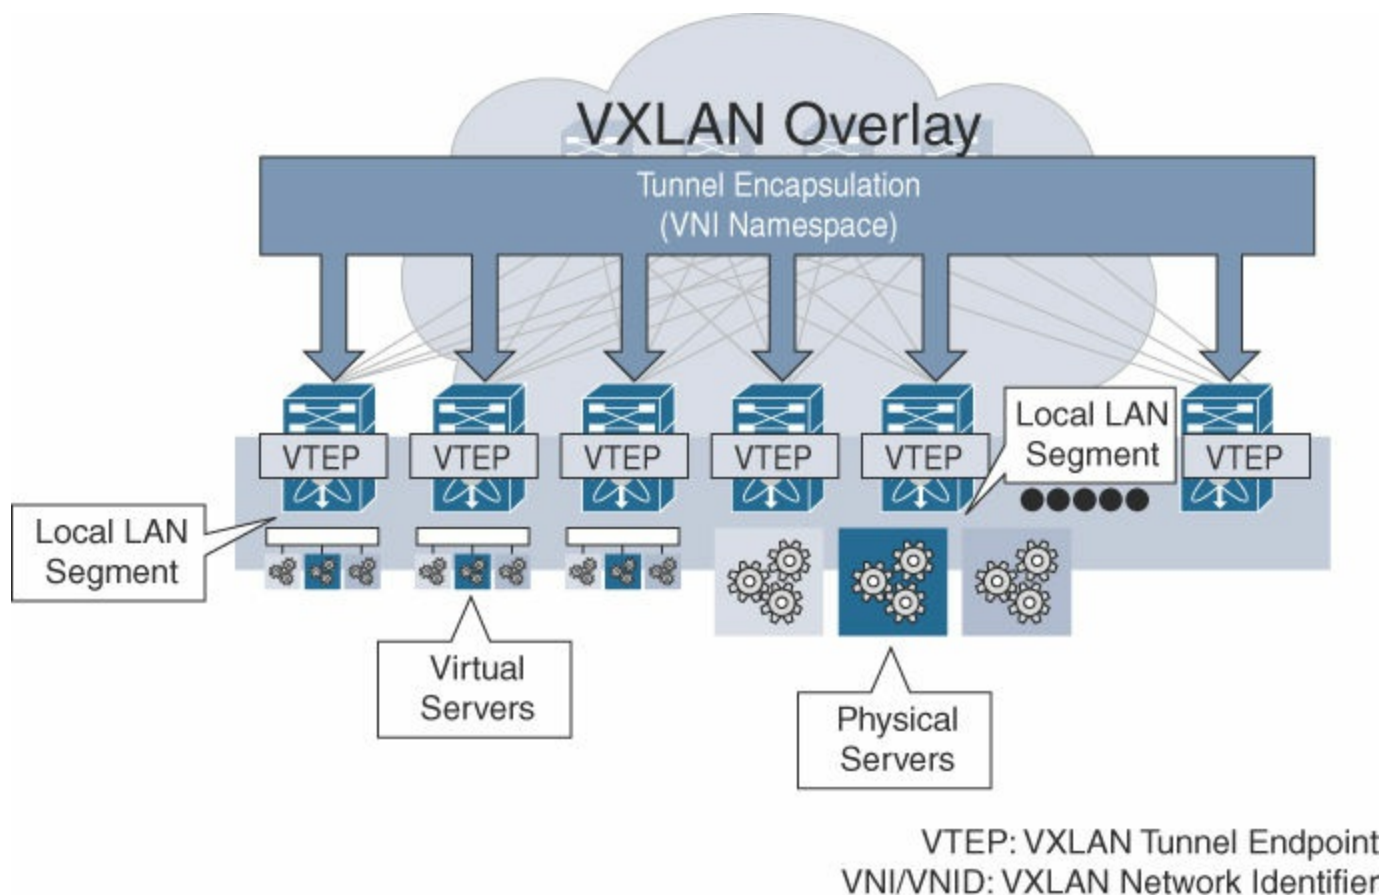 VXLAN Overlay
Tunnel Encapsulation
(VNI Namespace)
VTEP
VTEP
VTEP
VTEP
VTEP
VTEP
Local LAN
Segment
Local LAN
Segment
Virtual
Servers
Physical
Servers
VTEP: VXLAN Tunnel Endpoint
VNI/VNID: VXLAN Network Identifier